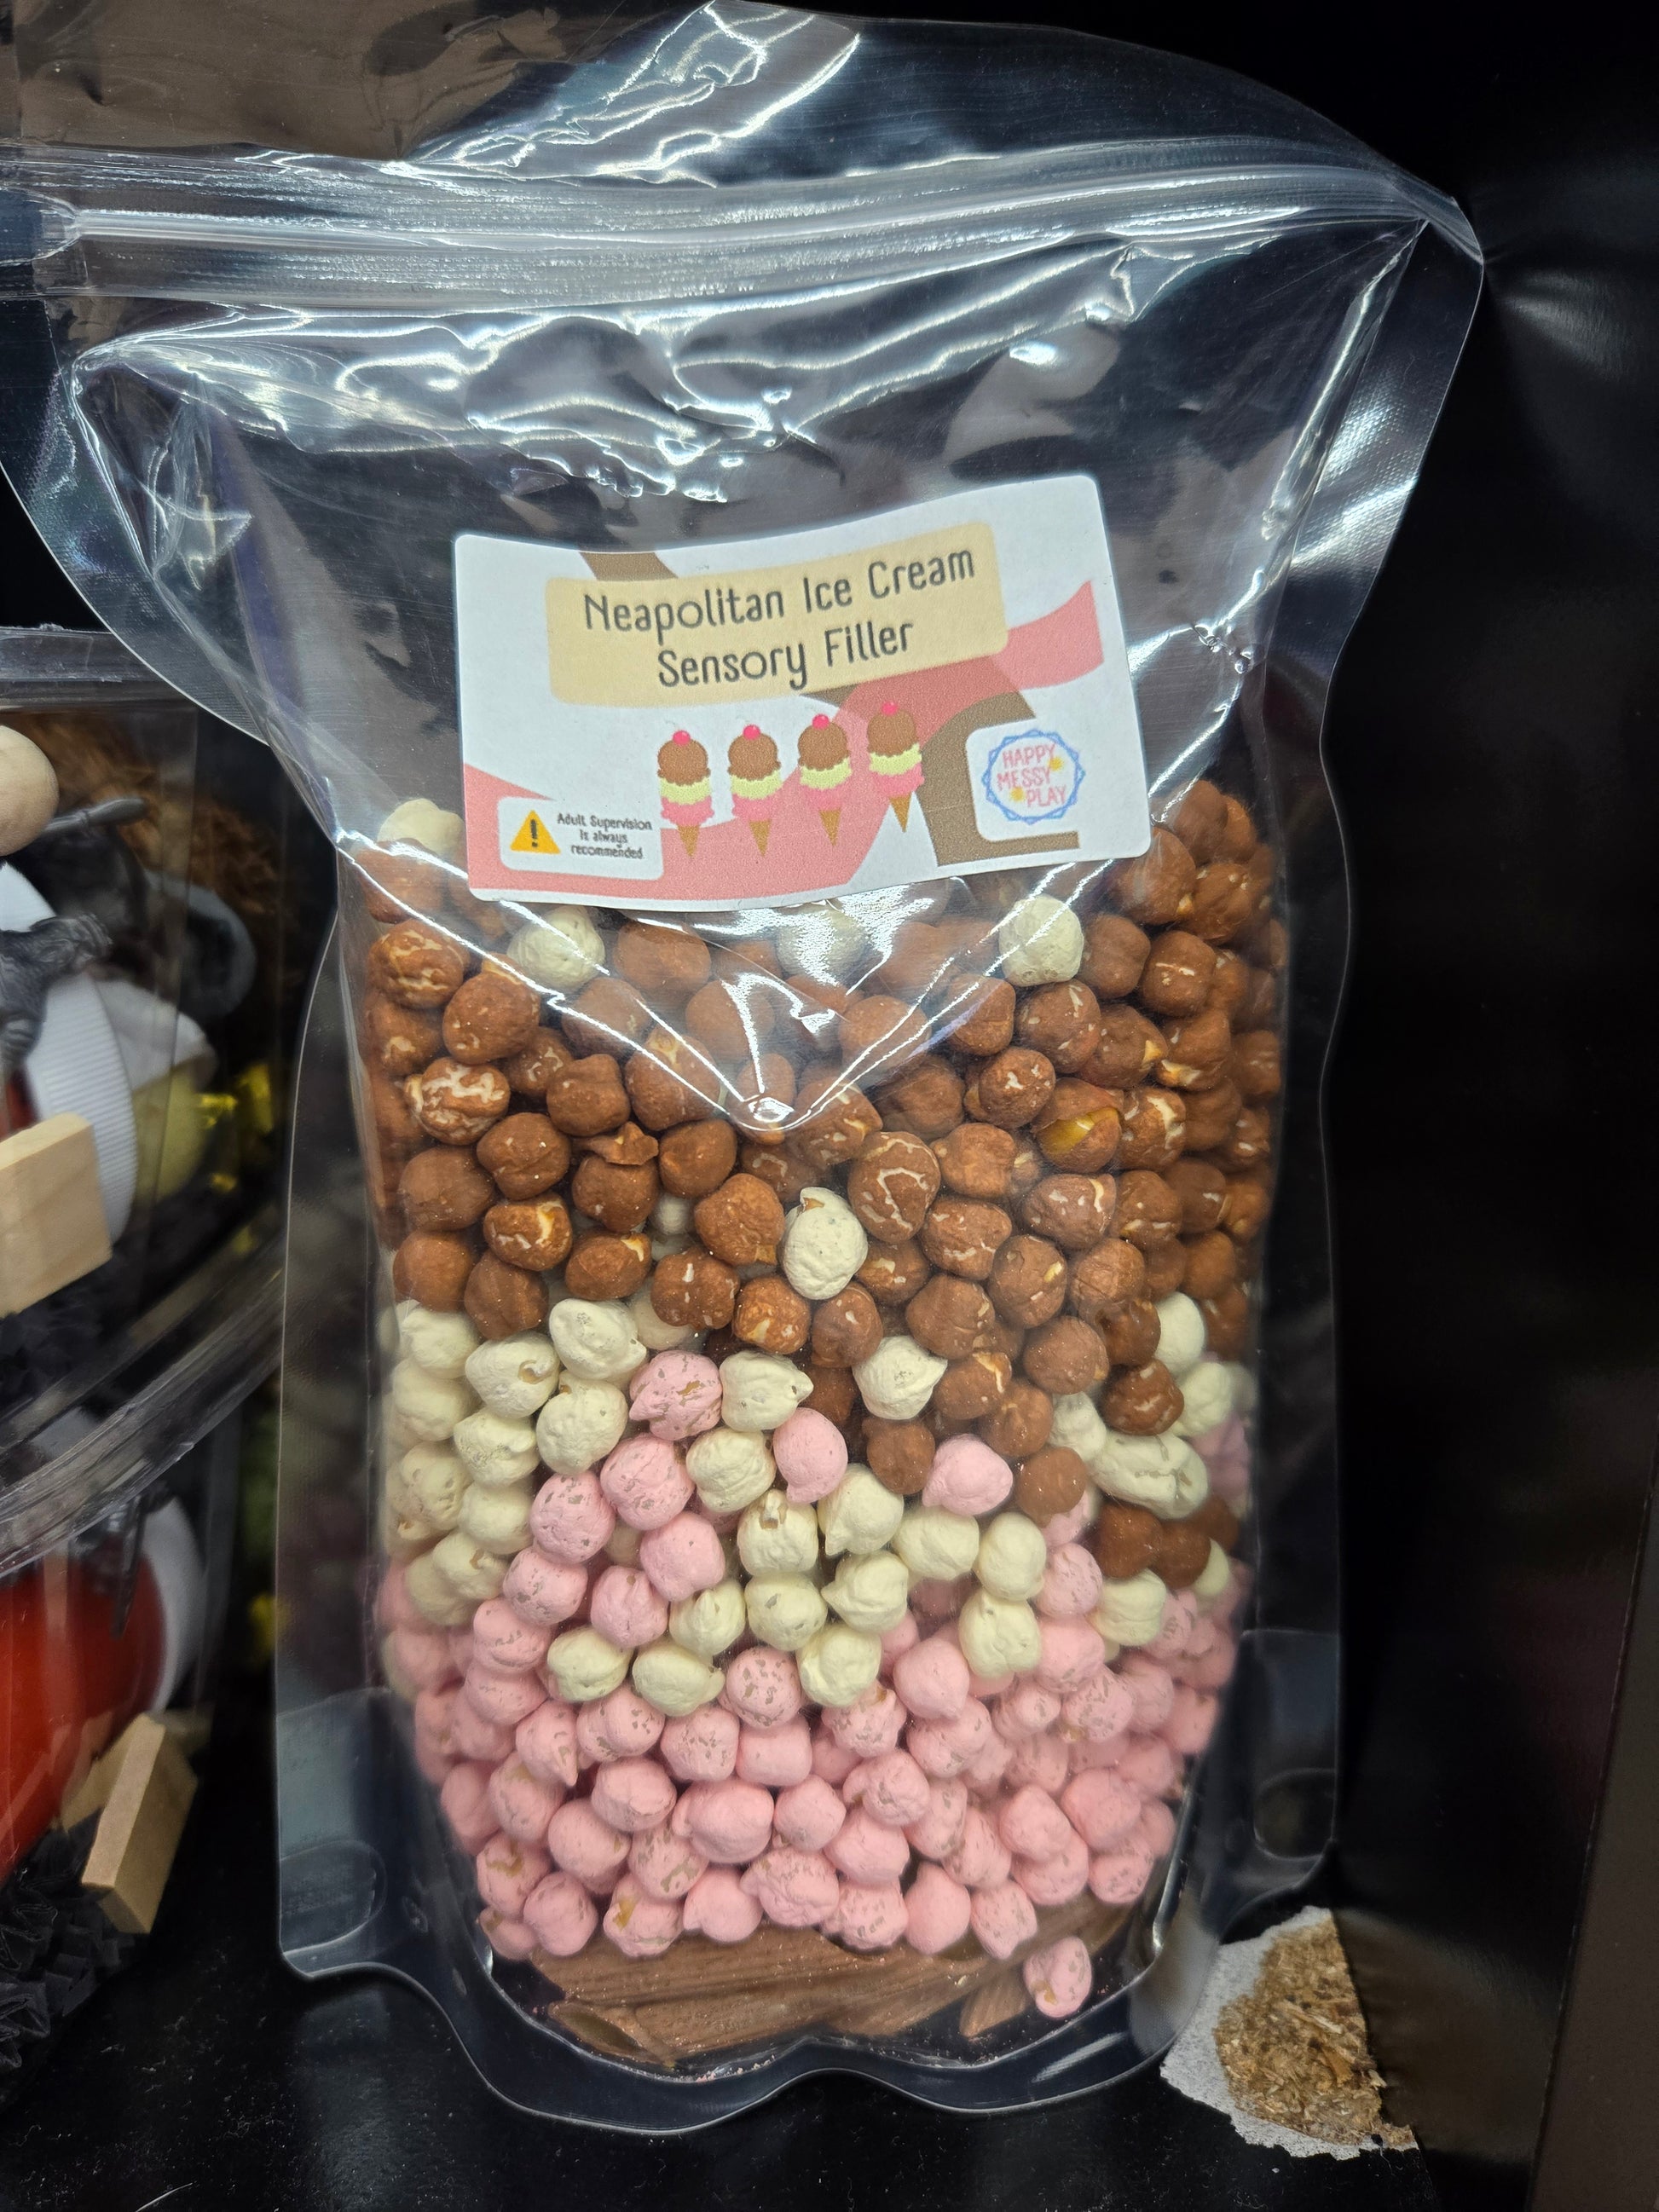 Neapolitan Ice Cream
Sensory Filler
Adult Supervision
is always
recommended
HAPPY
MESSY
PLAY